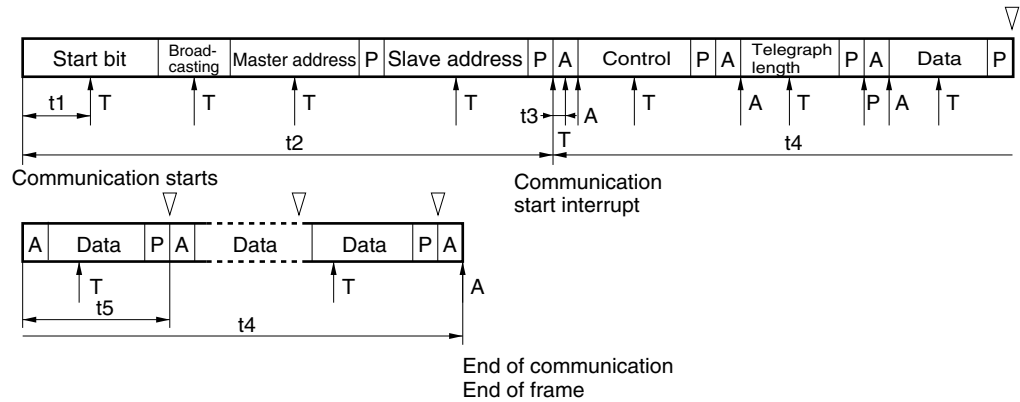 Start bit Broad- Master address P Slave address P A Control P A Telegraph P A Data P
casting length
t1 T T T T t3 A T A T P A T
T
t2 t4
Communication starts Communication
start interrupt
A Data P A Data Data P A
T T A
t5
t4
End of communication
End of frame